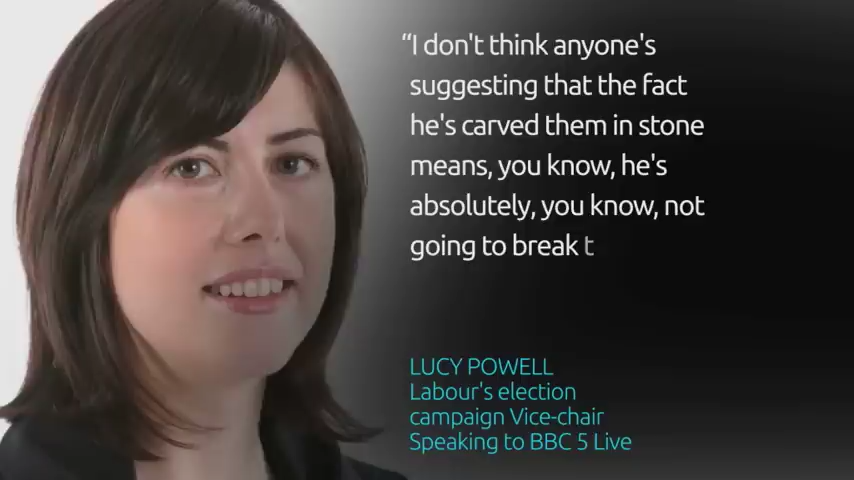 “I don't think anyone's
suggesting that the fact
he's carved them in stone
means, you know, he's
absolutely, you know, not
going to break t
LUCY POWELL
Labour's election
campaign Vice-chair
Speaking to BBC 5 Live